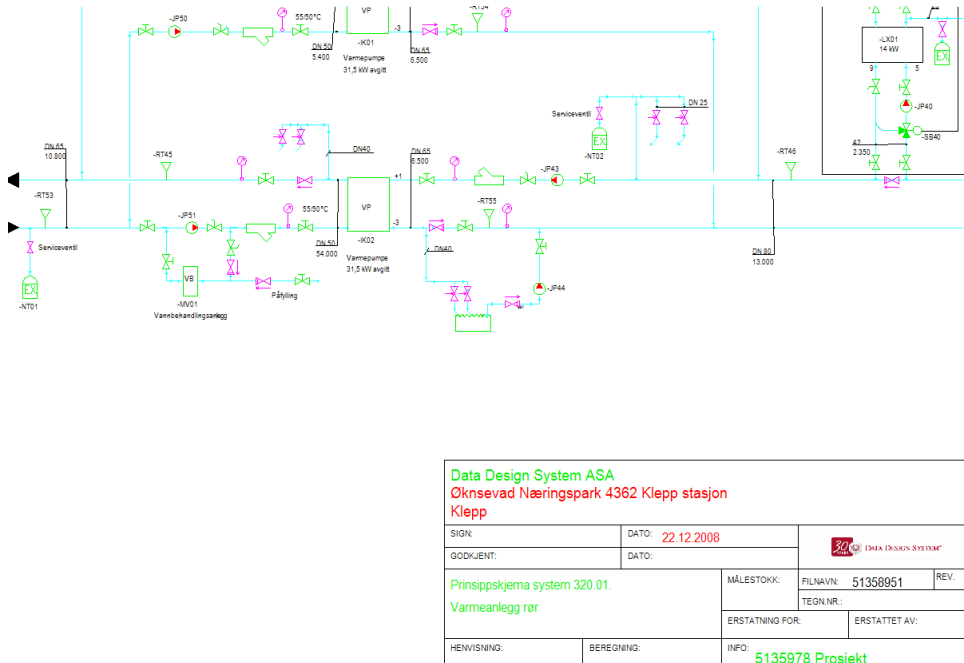 -JP50
55/50°C
VP
-3
-IK01
DN 50
5.400
Varmepumpe
31,5 kW avgitt
DN 65
6.500
-LX01
14 kW
9
5
EX
-JP40
-SB40
42
2.350
DN 25
Serviceventil
EX
-NT02
DN 65
10.800
-RT45
DN40
DN 65
6.500
+1
-JP43
-RT46
-RT53
-JP51
55/50°C
VP
-3
-IK02
-RT55
DN 50
54.000
Varmepumpe
31,5 kW avgitt
DN40
DN 80
13.000
Serviceventil
EX
-NT01
VB
-MV01
Vannbehandlingsanlegg
Påfylling
-JP44
Data Design System ASA
Øknsevad Næringspark 4362 Klepp stasjon
Klepp
SIGN:
DATO: 22.12.2008
GODKJENT:
DATO:
30 YEARS DATA DESIGN SYSTEM
Prinsippskjema system 320.01.
Varmeanlegg rør
MÅLESTOKK:
FILNAVN: 51358951
REV.
TEGN.NR.:
ERSTATNING FOR:
ERSTATTET AV:
HENVISNING:
BEREGNING:
INFO: 5135978 Prosjekt